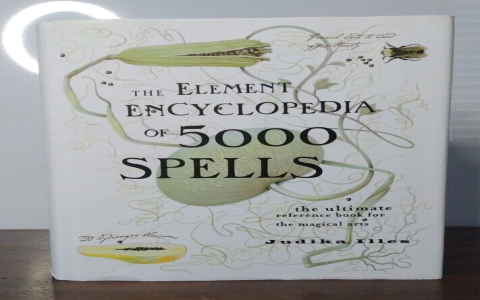 THE ELEMENT
ENCYCLOPEDIA
OF 5000
SPELLS
the ultimate
reference book for
the magical arts
Judika Illes